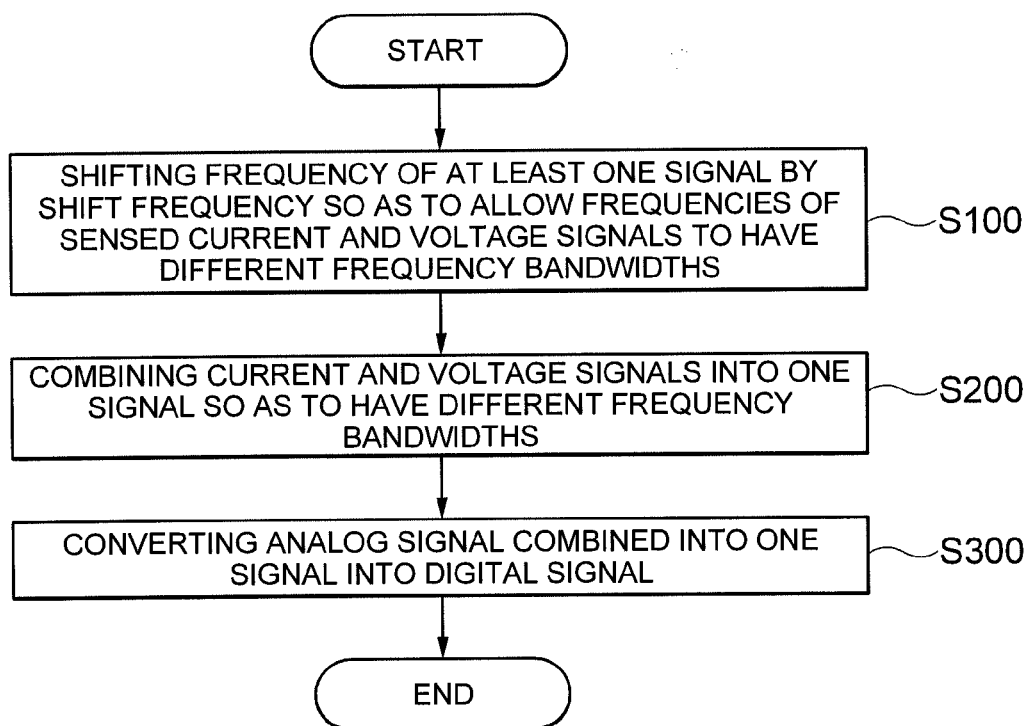 START
SHIFTING FREQUENCY OF AT LEAST ONE SIGNAL BY
SHIFT FREQUENCY SO AS TO ALLOW FREQUENCIES OF
SENSED CURRENT AND VOLTAGE SIGNALS TO HAVE
DIFFERENT FREQUENCY BANDWIDTHS
S100
COMBINING CURRENT AND VOLTAGE SIGNALS INTO ONE
SIGNAL SO AS TO HAVE DIFFERENT FREQUENCY
BANDWIDTHS
S200
CONVERTING ANALOG SIGNAL COMBINED INTO ONE
SIGNAL INTO DIGITAL SIGNAL
S300
END